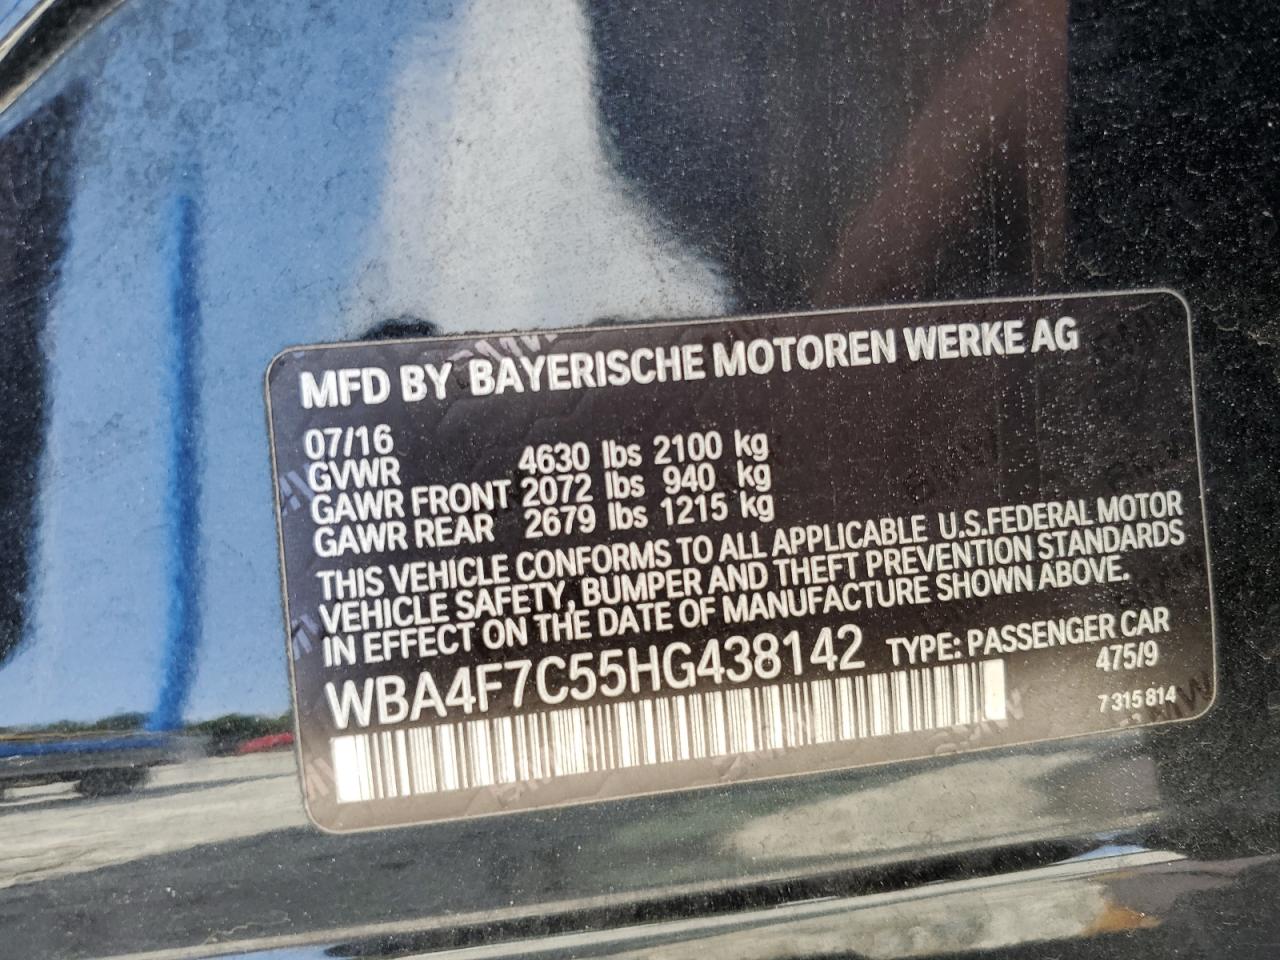 MFD BY BAYERISCHE MOTOREN WERKE AG
07/16
GVWR 4630 lbs 2100 kg
GAWR FRONT 2072 lbs 940 kg
GAWR REAR 2679 lbs 1215 kg
THIS VEHICLE CONFORMS TO ALL APPLICABLE U.S.FEDERAL MOTOR
VEHICLE SAFETY, BUMPER AND THEFT PREVENTION STANDARDS
IN EFFECT ON THE DATE OF MANUFACTURE SHOWN ABOVE.
WBA4F7C55HG438142 TYPE: PASSENGER CAR
475/9
7 315 814